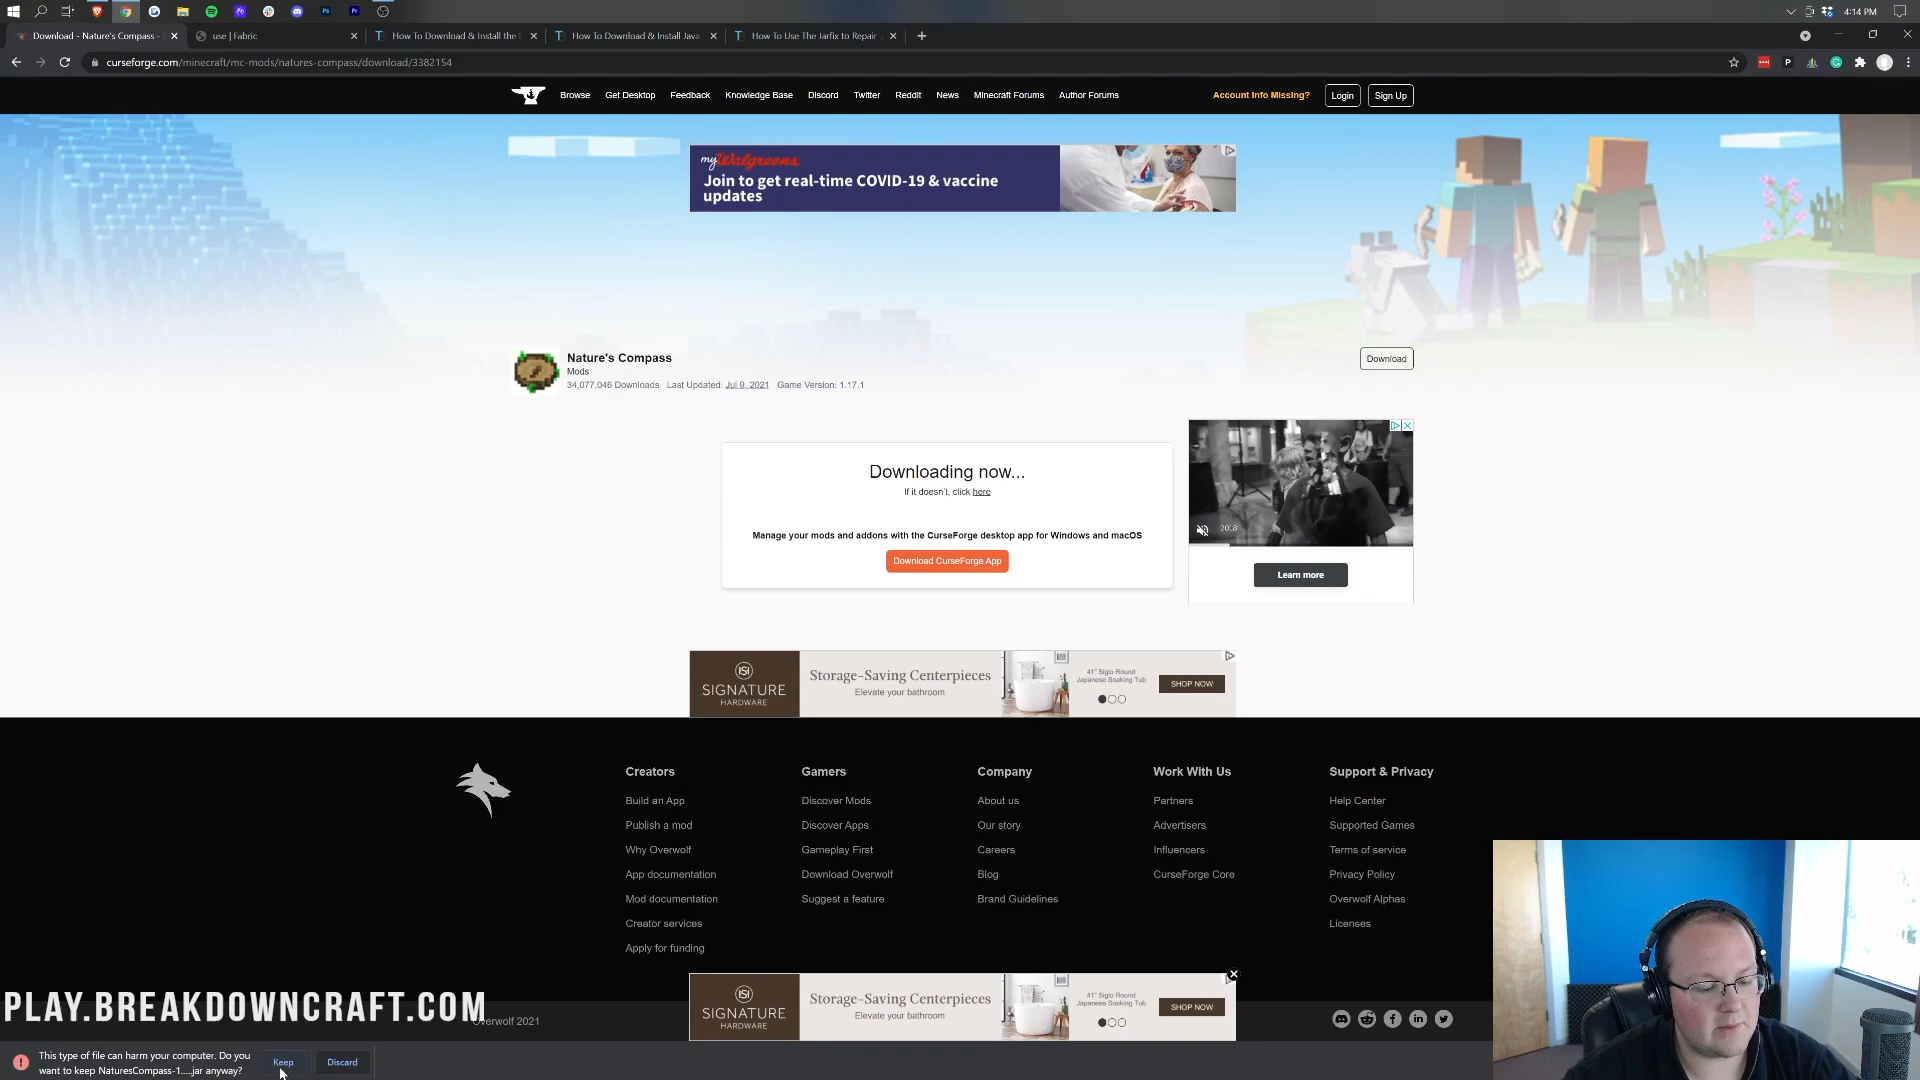 4:14 PM
Download - Nature's Compass -
use | Fabric
How To Download & Install the
How To Download & Install Java
How To Use The Jarfix to Repair
curseforge.com/minecraft/mc-mods/natures-compass/download/3382154
Browse Get Desktop Feedback Knowledge Base Discord Twitter Reddit News Minecraft Forums Author Forums
Account Info Missing? Login Sign Up
myWalgreens
Join to get real-time COVID-19 & vaccine
updates
Nature's Compass
Mods
34,077,046 Downloads Last Updated: Jul 9, 2021 Game Version: 1.17.1
Download
Downloading now...
If it doesn't, click here
Manage your mods and addons with the CurseForge desktop app for Windows and macOS
Download CurseForge App
2018
Learn more
SIGNATURE
HARDWARE
Storage-Saving Centerpieces
Elevate your bathroom
41" Siglo Round
Japanese Soaking Tub
SHOP NOW
Creators
Build an App
Publish a mod
Why Overwolf
App documentation
Mod documentation
Creator services
Apply for funding
Gamers
Discover Mods
Discover Apps
Gameplay First
Download Overwolf
Suggest a feature
Company
About us
Our story
Careers
Blog
Brand Guidelines
Work With Us
Partners
Advertisers
Influencers
CurseForge Core
Support & Privacy
Help Center
Supported Games
Terms of service
Privacy Policy
Overwolf Alphas
Licenses
SIGNATURE
HARDWARE
Storage-Saving Centerpieces
Elevate your bathroom
41" Siglo Round
Japanese Soaking Tub
SHOP NOW
PLAY.BREAKDOWNCRAFT.COM
Overwolf 2021
This type of file can harm your computer. Do you
want to keep NaturesCompass-1.....jar anyway?
Keep
Discard